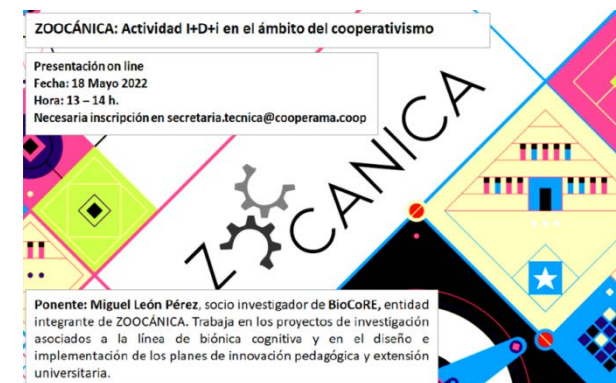 ZOOCÁNICA: Actividad I+D+i en el ámbito del cooperativismo
Presentación on line
Fecha: 18 Mayo 2022
Hora: 13 – 14 h.
Necesaria inscripción en secretaria.tecnica@cooperama.coop
ZOOCANICA
Ponente: Miguel León Pérez, socio investigador de BioCoRE, entidad
integrante de ZOOCÁNICA. Trabaja en los proyectos de investigación
asociados a la línea de biónica cognitiva y en el diseño e
implementación de los planes de innovación pedagógica y extensión
universitaria.